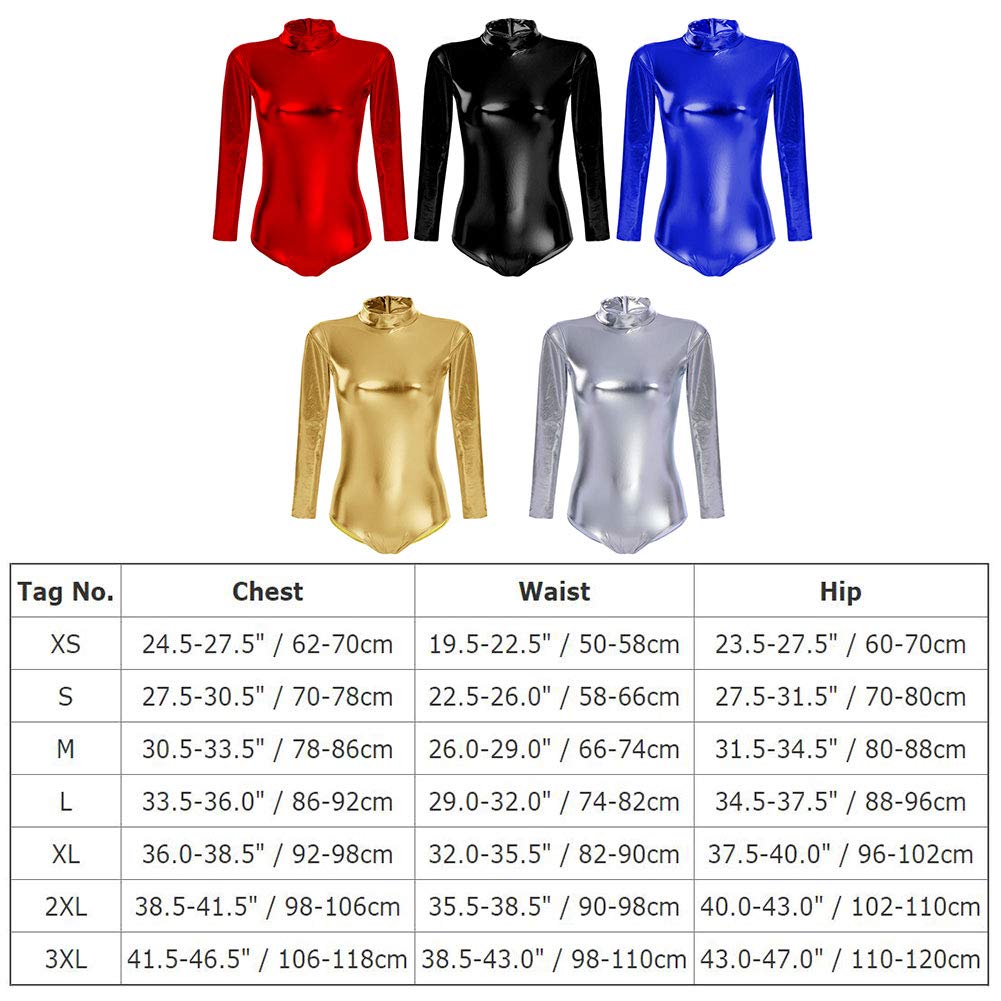 Tag No. Chest Waist Hip
XS 24.5-27.5" / 62-70cm 19.5-22.5" / 50-58cm 23.5-27.5" / 60-70cm
S 27.5-30.5" / 70-78cm 22.5-26.0" / 58-66cm 27.5-31.5" / 70-80cm
M 30.5-33.5" / 78-86cm 26.0-29.0" / 66-74cm 31.5-34.5" / 80-88cm
L 33.5-36.0" / 86-92cm 29.0-32.0" / 74-82cm 34.5-37.5" / 88-96cm
XL 36.0-38.5" / 92-98cm 32.0-35.5" / 82-90cm 37.5-40.0" / 96-102cm
2XL 38.5-41.5" / 98-106cm 35.5-38.5" / 90-98cm 40.0-43.0" / 102-110cm
3XL 41.5-46.5" / 106-118cm 38.5-43.0" / 98-110cm 43.0-47.0" / 110-120cm